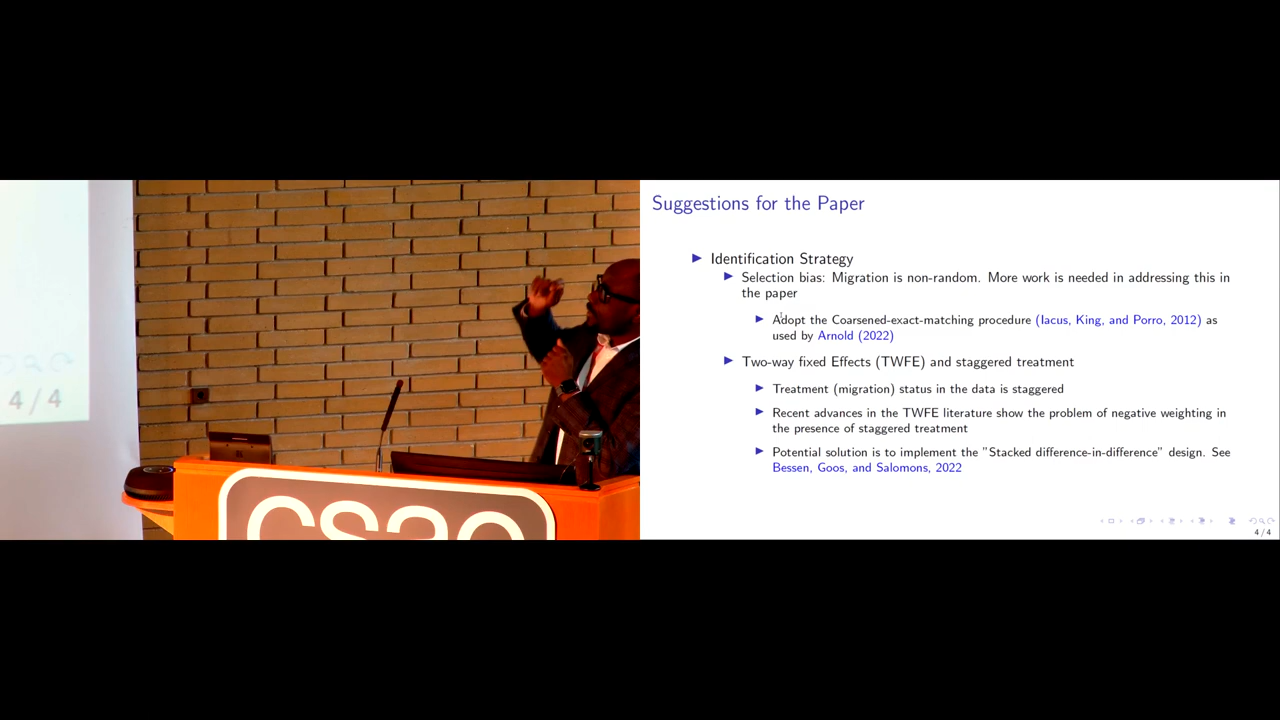 4 / 4
csae
Suggestions for the Paper
Identification Strategy
Selection bias: Migration is non-random. More work is needed in addressing this in
the paper
Adopt the Coarsened-exact-matching procedure (Iacus, King, and Porro, 2012) as
used by Arnold (2022)
Two-way fixed Effects (TWFE) and staggered treatment
Treatment (migration) status in the data is staggered
Recent advances in the TWFE literature show the problem of negative weighting in
the presence of staggered treatment
Potential solution is to implement the "Stacked difference-in-difference" design. See
Bessen, Goos, and Salomons, 2022
4 / 4